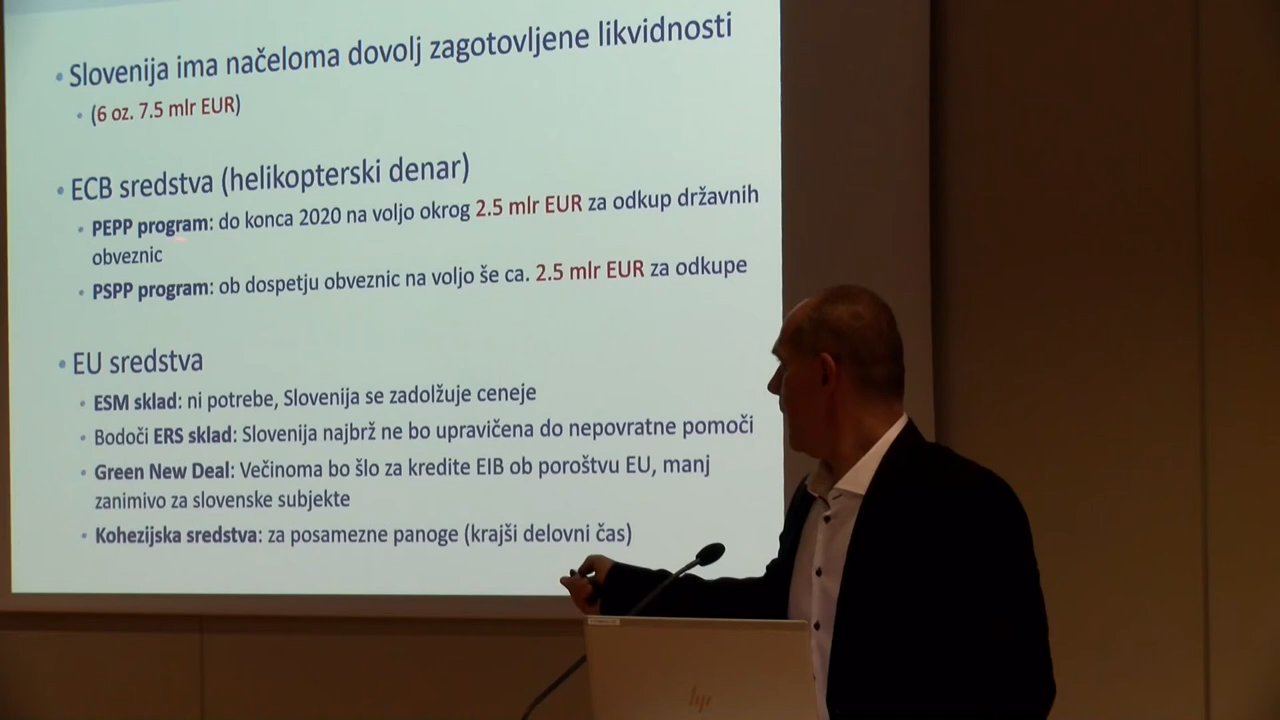 • Slovenija ima načeloma dovolj zagotovljene likvidnosti
• (6 oz. 7.5 mlr EUR)
• ECB sredstva (helikopterski denar)
• PEPP program: do konca 2020 na voljo okrog 2.5 mlr EUR za odkup državnih
obveznic
• PSPP program: ob dospetju obveznic na voljo še ca. 2.5 mlr EUR za odkupe
• EU sredstva
• ESM sklad: ni potrebe, Slovenija se zadolžuje ceneje
• Bodoči ERS sklad: Slovenija najbrž ne bo upravičena do nepovratne pomoči
• Green New Deal: Večinoma bo šlo za kredite EIB ob poroštvu EU, manj
zanimivo za slovenske subjekte
• Kohezijska sredstva: za posamezne panoge (krajši delovni čas)
hp